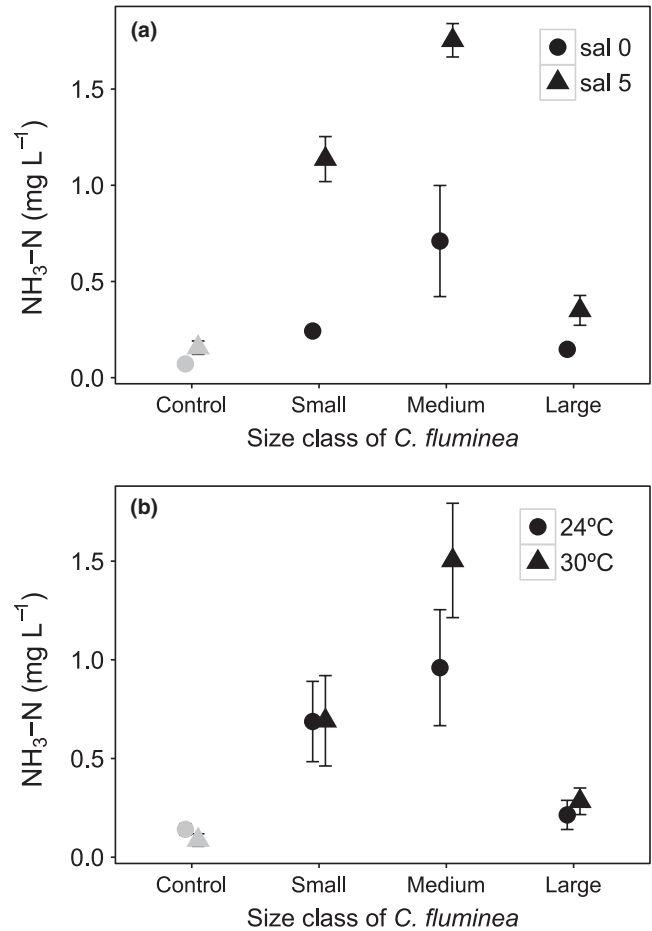 (a)
sal 0
sal 5
1.5
1.0
0.5
0.0
NH₃−N (mg L⁻¹)
Control Small Medium Large
Size class of C. fluminea
(b)
24ºC
30ºC
1.5
1.0
0.5
0.0
NH₃−N (mg L⁻¹)
Control Small Medium Large
Size class of C. fluminea